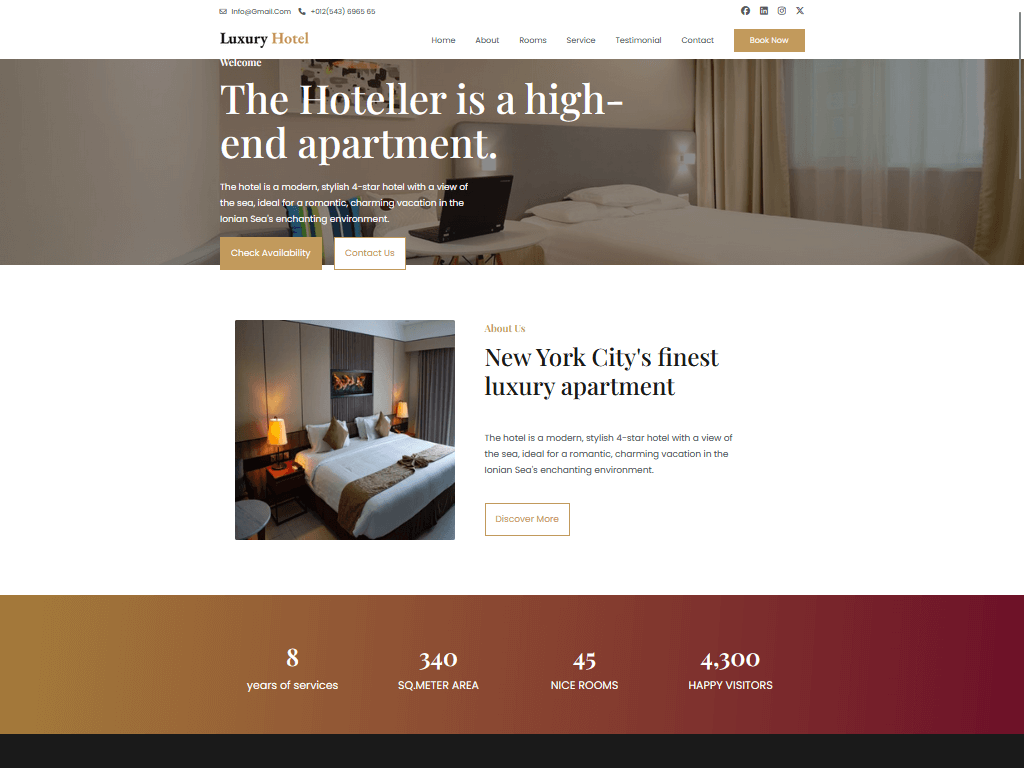 Info@Gmail.Com +012(543) 6965 65
Luxury Hotel
Home About Rooms Service Testimonial Contact Book Now
Welcome
The Hoteller is a high-
end apartment.
The hotel is a modern, stylish 4-star hotel with a view of
the sea, ideal for a romantic, charming vacation in the
Ionian Sea's enchanting environment.
Check Availability Contact Us
About Us
New York City's finest
luxury apartment
The hotel is a modern, stylish 4-star hotel with a view of
the sea, ideal for a romantic, charming vacation in the
Ionian Sea's enchanting environment.
Discover More
8 340 45 4,300
years of services SQ.METER AREA NICE ROOMS HAPPY VISITORS